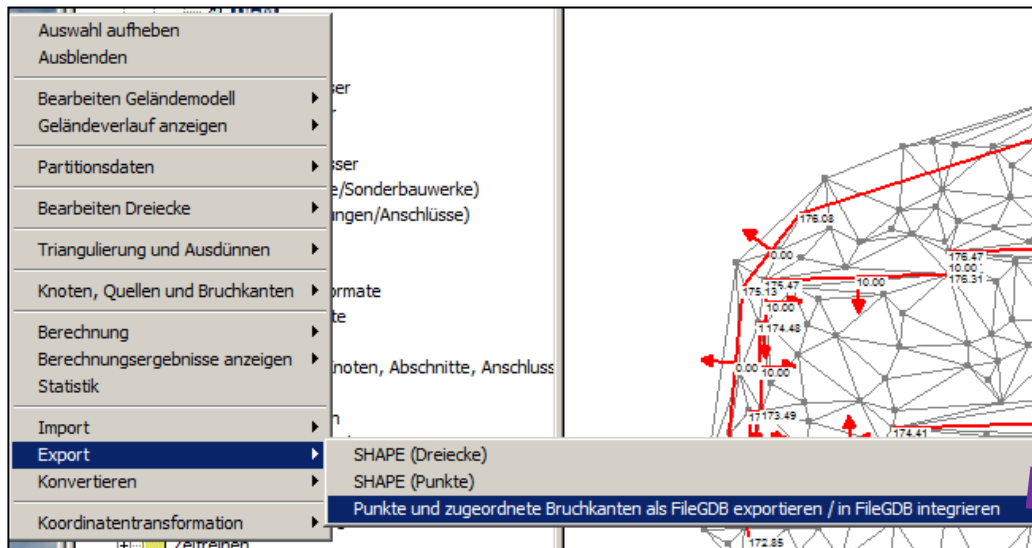 Auswahl aufheben
Ausblenden
Bearbeiten Geländemodell
Geländeverlauf anzeigen
Partitionsdaten
Bearbeiten Dreiecke
Triangulierung und Ausdünnen
Knoten, Quellen und Bruchkanten
Berechnung
Berechnungsergebnisse anzeigen
Statistik
Import
Export
Konvertieren
Koordinatentransformation
SHAPE (Dreiecke)
SHAPE (Punkte)
Punkte und zugeordnete Bruchkanten als FileGDB exportieren / in FileGDB integrieren
ser
sser
e/Sonderbauwerke)
ngen/Anschlüsse)
ormate
te
noten, Abschnitte, Anschluss
n
Zeitreihen
176.08
0.00
176.47
10.00
176.31
175.13
175.47
10.00
10.00
1174.48
0.00
10.00
17173.49
174.41
172.85